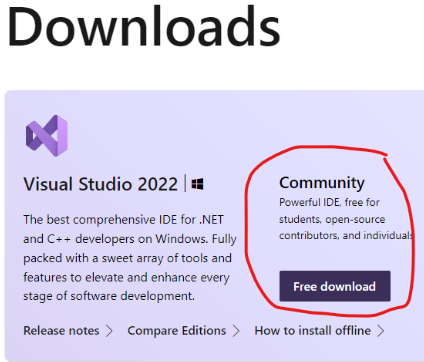 Downloads
Visual Studio 2022
The best comprehensive IDE for .NET
and C++ developers on Windows. Fully
packed with a sweet array of tools and
features to elevate and enhance every
stage of software development.
Community
Powerful IDE, free for
students, open-source
contributors, and individuals
Free download
Release notes
Compare Editions
How to install offline